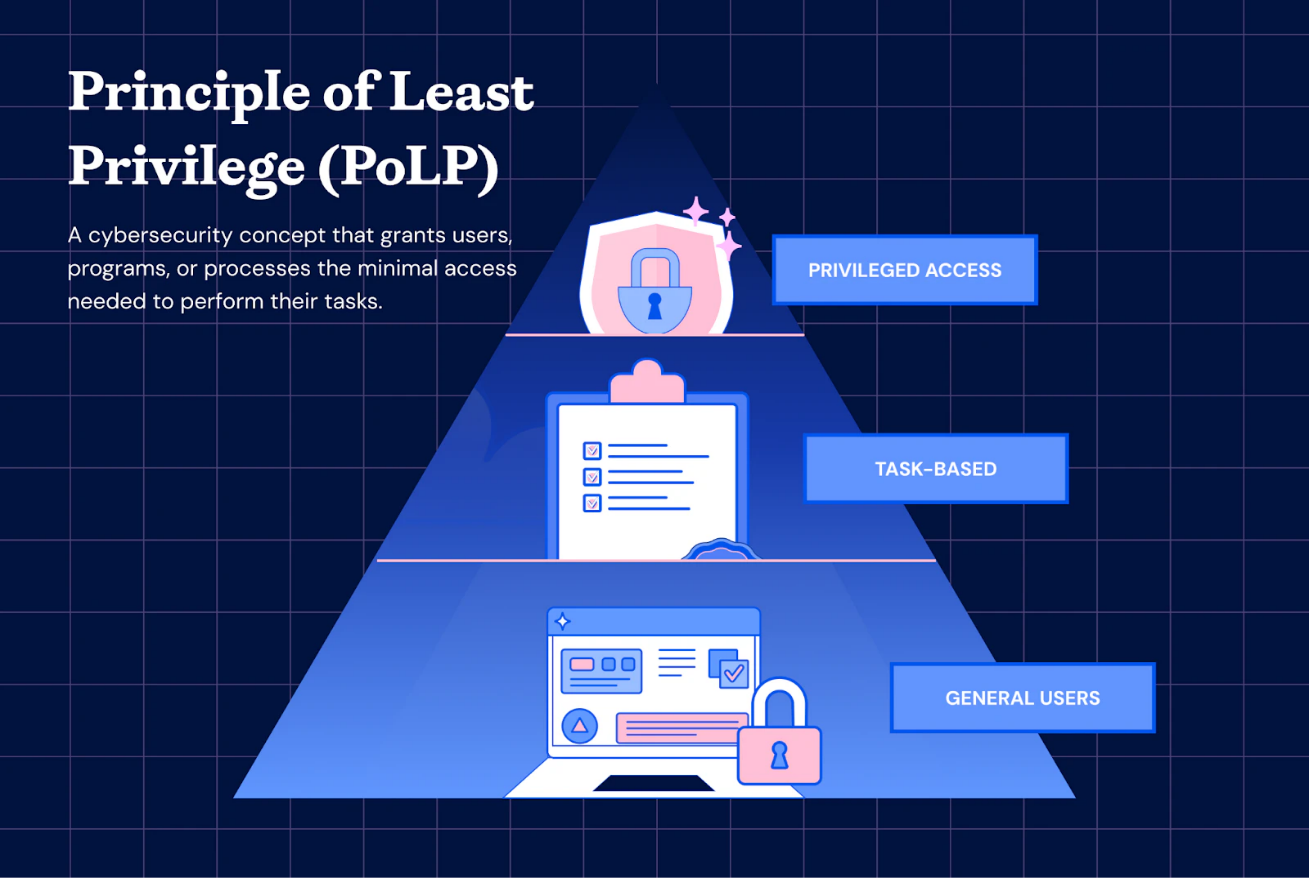 Principle of Least
Privilege (PoLP)
A cybersecurity concept that grants users,
programs, or processes the minimal access
needed to perform their tasks.
PRIVILEGED ACCESS
TASK-BASED
GENERAL USERS